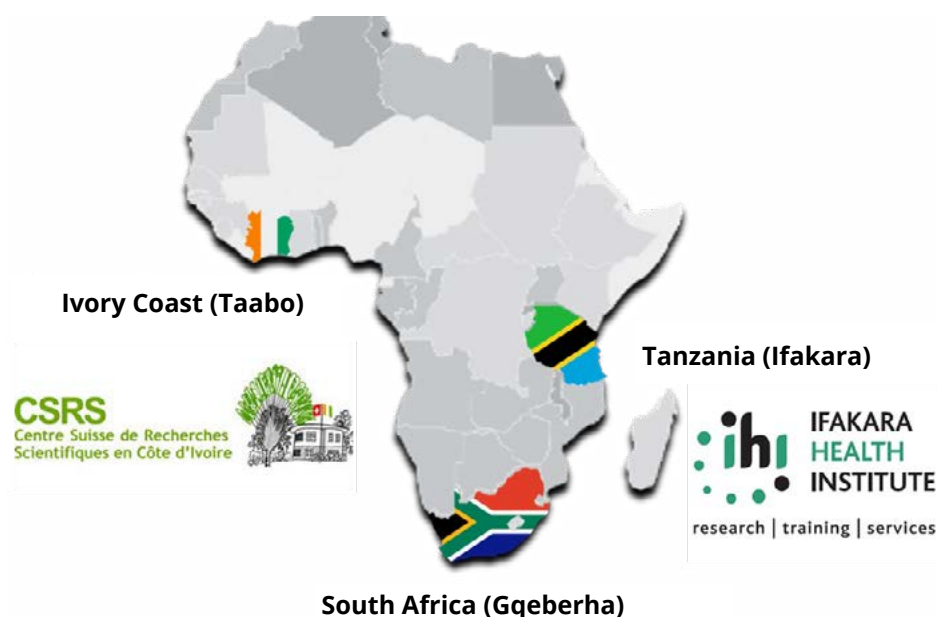 Ivory Coast (Taabo)
CSRS
Centre Suisse de Recherches
Scientifiques en Côte d'Ivoire
Tanzania (Ifakara)
ihi
IFAKARA
HEALTH
INSTITUTE
research | training | services
South Africa (Gqeberha)